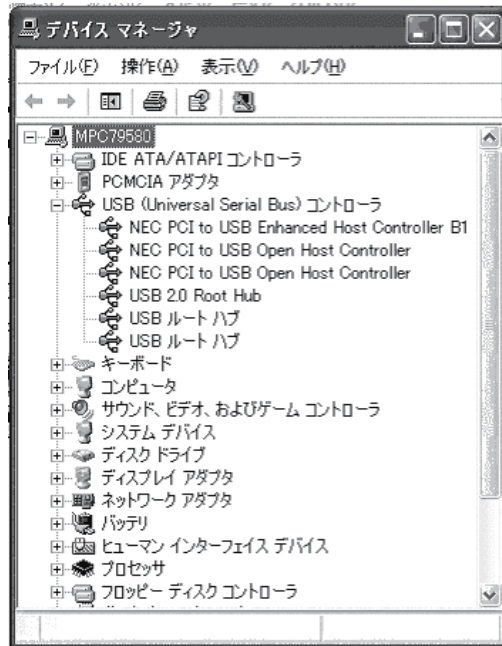 デバイス マネージャ
ファイル(F) 操作(A) 表示(V) ヘルプ(H)
MPC79580
IDE ATA/ATAPI コントローラ
PCMCIA アダプタ
USB (Universal Serial Bus) コントローラ
NEC PCI to USB Enhanced Host Controller B1
NEC PCI to USB Open Host Controller
NEC PCI to USB Open Host Controller
USB 2.0 Root Hub
USB ルート ハブ
USB ルート ハブ
キーボード
コンピュータ
サウンド、ビデオ、およびゲーム コントローラ
システム デバイス
ディスク ドライブ
ディスプレイ アダプタ
ネットワーク アダプタ
バッテリ
ヒューマン インターフェイス デバイス
プロセッサ
フロッピー ディスク コントローラ